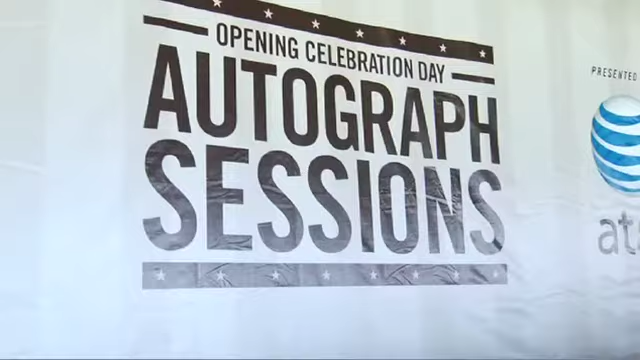 OPENING CELEBRATION DAY
AUTOGRAPH
SESSIONS
PRESENTED
at&t